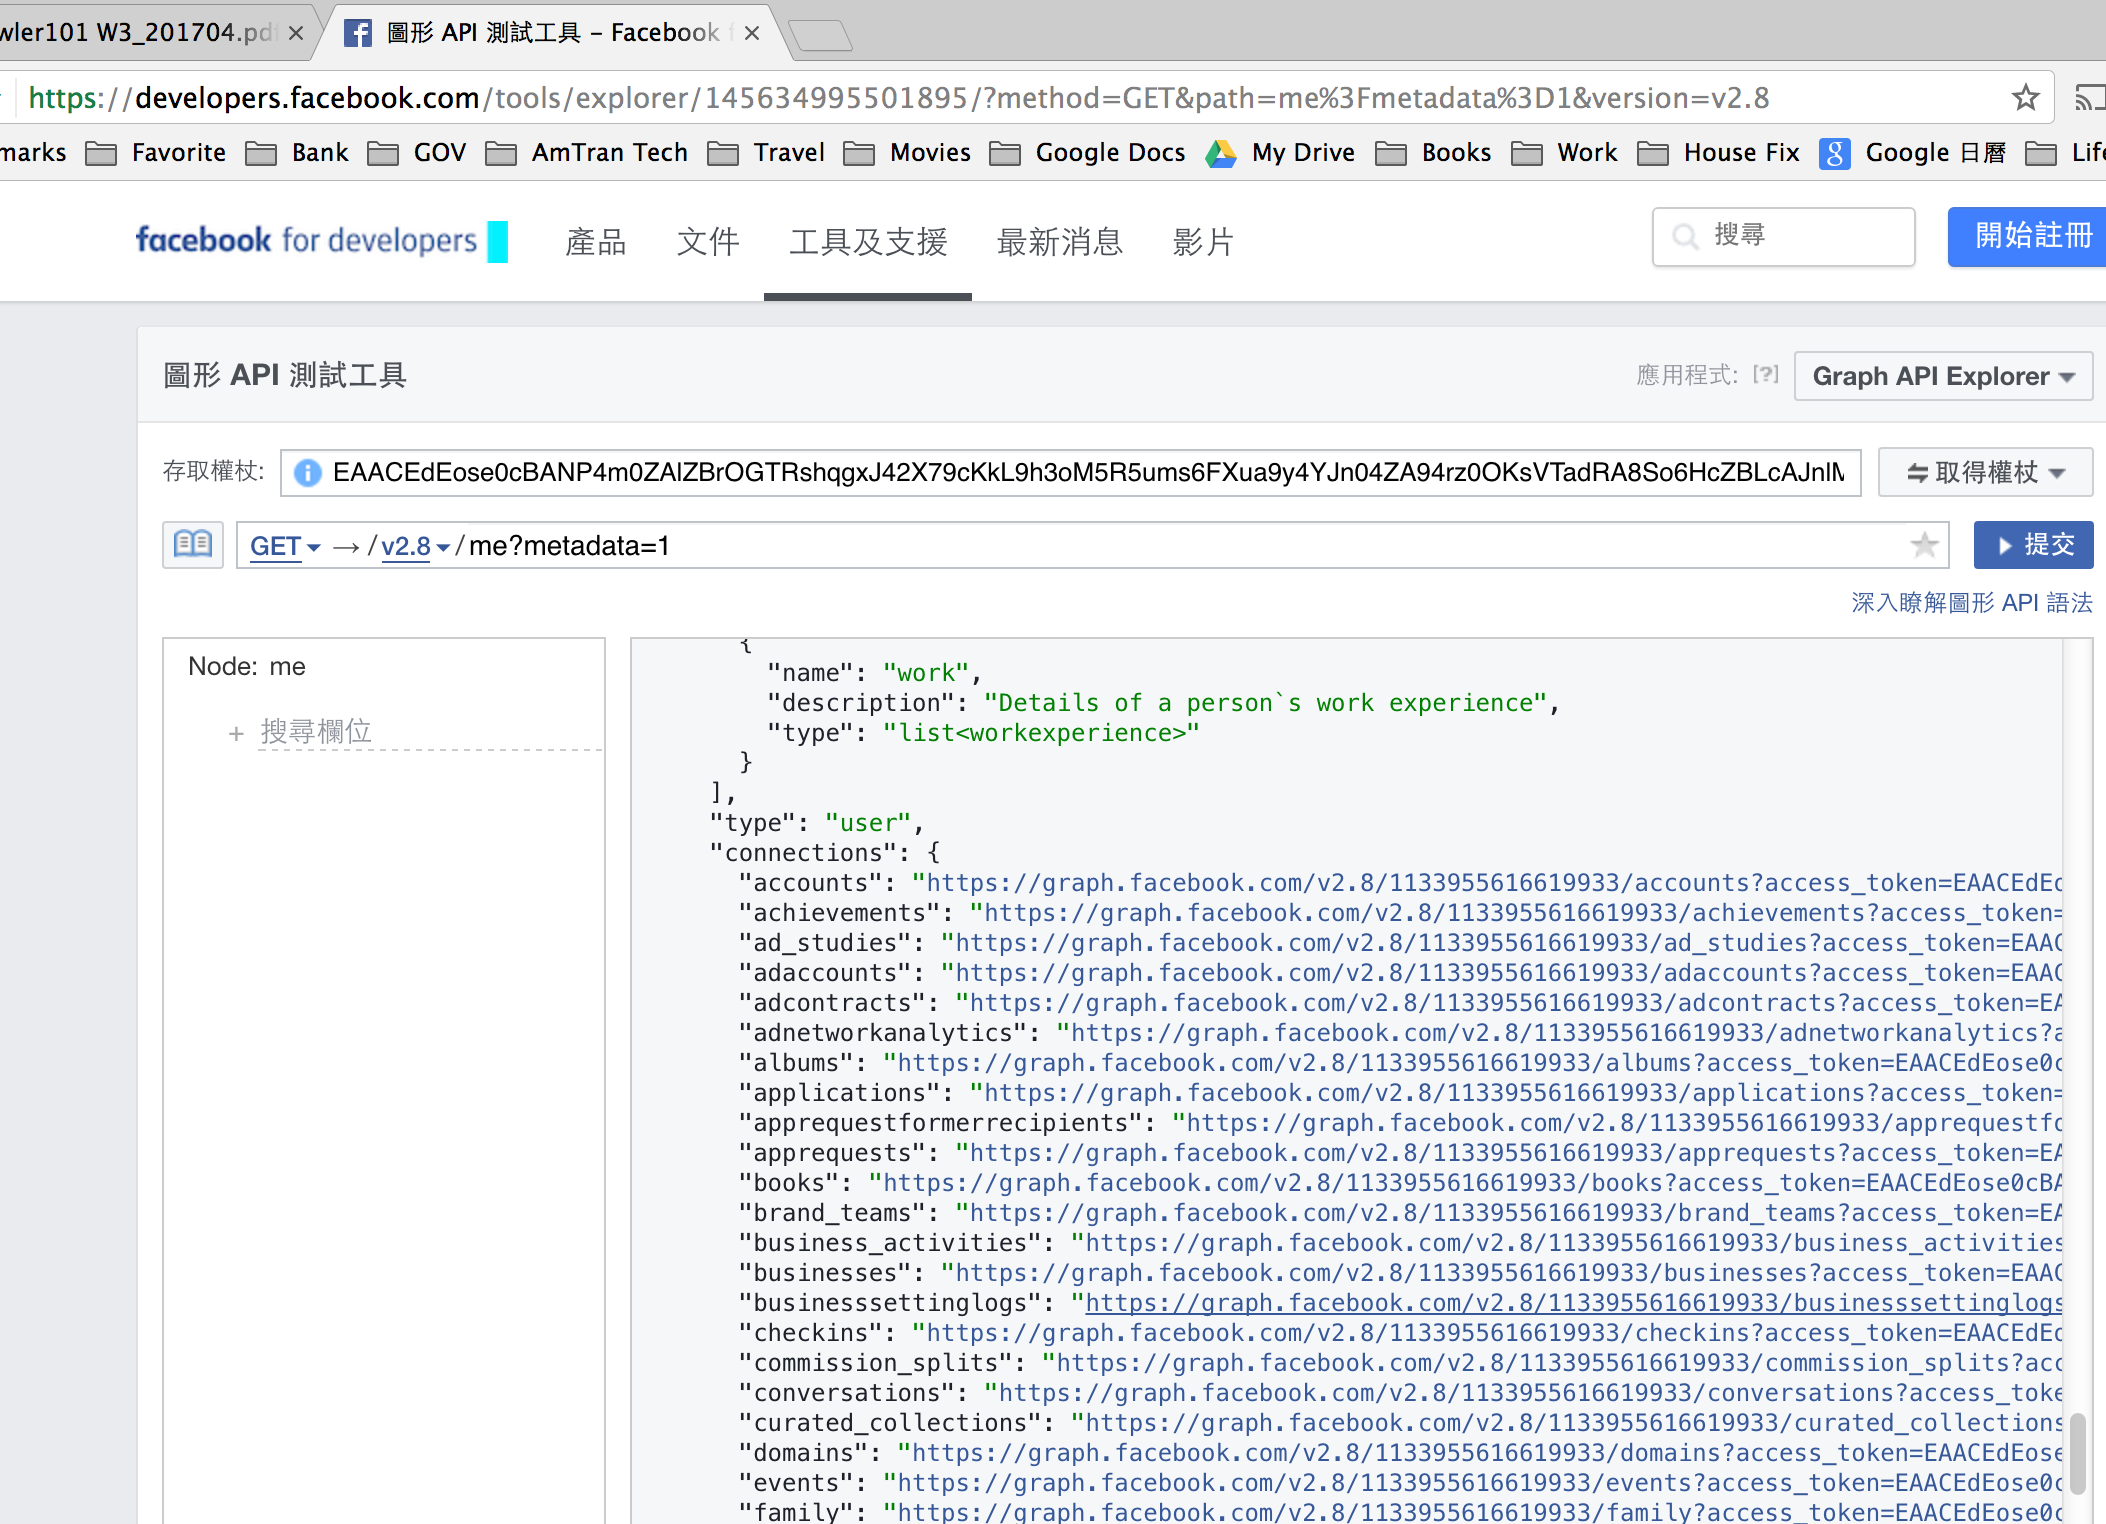 wler101 W3_201704.pdf
圖形 API 測試工具 – Facebook
https://developers.facebook.com/tools/explorer/145634995501895/?method=GET&path=me%3Fmetadata%3D1&version=v2.8
marks Favorite Bank GOV AmTran Tech Travel Movies Google Docs My Drive Books Work House Fix Google 日曆 Life
facebook for developers 產品 文件 工具及支援 最新消息 影片 搜尋 開始註冊
圖形 API 測試工具 應用程式: [?] Graph API Explorer
存取權杖: EAACEdEose0cBANP4m0ZAlZBrOGTRshqgxJ42X79cKkL9h3oM5R5ums6FXua9y4YJn04ZA94rz0OKsVTadRA8So6HcZBLcAJnlM 取得權杖
GET → /v2.8 /me?metadata=1 提交
深入瞭解圖形 API 語法
Node: me
+ 搜尋欄位
{
"name": "work",
"description": "Details of a person`s work experience",
"type": "list<workexperience>"
}
],
"type": "user",
"connections": {
"accounts": "https://graph.facebook.com/v2.8/1133955616619933/accounts?access_token=EAACEdEo
"achievements": "https://graph.facebook.com/v2.8/1133955616619933/achievements?access_token=
"ad_studies": "https://graph.facebook.com/v2.8/1133955616619933/ad_studies?access_token=EAAC
"adaccounts": "https://graph.facebook.com/v2.8/1133955616619933/adaccounts?access_token=EAAC
"adcontracts": "https://graph.facebook.com/v2.8/1133955616619933/adcontracts?access_token=EA
"adnetworkanalytics": "https://graph.facebook.com/v2.8/1133955616619933/adnetworkanalytics?a
"albums": "https://graph.facebook.com/v2.8/1133955616619933/albums?access_token=EAACEdEose0c
"applications": "https://graph.facebook.com/v2.8/1133955616619933/applications?access_token=
"apprequestformerrecipients": "https://graph.facebook.com/v2.8/1133955616619933/apprequestfo
"apprequests": "https://graph.facebook.com/v2.8/1133955616619933/apprequests?access_token=EA
"books": "https://graph.facebook.com/v2.8/1133955616619933/books?access_token=EAACEdEose0cBA
"brand_teams": "https://graph.facebook.com/v2.8/1133955616619933/brand_teams?access_token=EA
"business_activities": "https://graph.facebook.com/v2.8/1133955616619933/business_activities
"businesses": "https://graph.facebook.com/v2.8/1133955616619933/businesses?access_token=EAAC
"businesssettinglogs": "https://graph.facebook.com/v2.8/1133955616619933/businesssettinglogs
"checkins": "https://graph.facebook.com/v2.8/1133955616619933/checkins?access_token=EAACEdEo
"commission_splits": "https://graph.facebook.com/v2.8/1133955616619933/commission_splits?acc
"conversations": "https://graph.facebook.com/v2.8/1133955616619933/conversations?access_toke
"curated_collections": "https://graph.facebook.com/v2.8/1133955616619933/curated_collections
"domains": "https://graph.facebook.com/v2.8/1133955616619933/domains?access_token=EAACEdEose
"events": "https://graph.facebook.com/v2.8/1133955616619933/events?access_token=EAACEdEose0c
"family": "https://graph.facebook.com/v2.8/1133955616619933/family?access_token=EAACEdEose0c